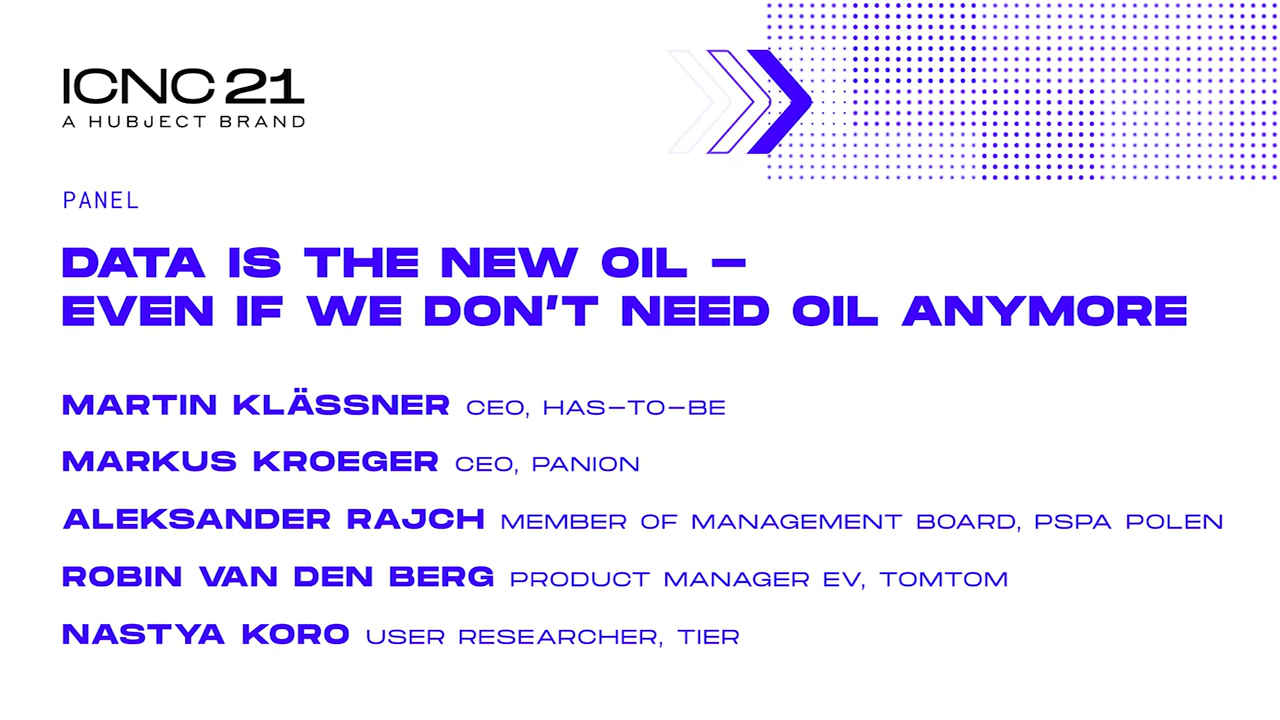 ICNC 21
A HUBJECT BRAND
PANEL
DATA IS THE NEW OIL –
EVEN IF WE DON'T NEED OIL ANYMORE
MARTIN KLÄSSNER CEO, HAS–TO–BE
MARKUS KROEGER CEO, PANION
ALEKSANDER RAJCH MEMBER OF MANAGEMENT BOARD, PSPA POLEN
ROBIN VAN DEN BERG PRODUCT MANAGER EV, TOMTOM
NASTYA KORO USER RESEARCHER, TIER